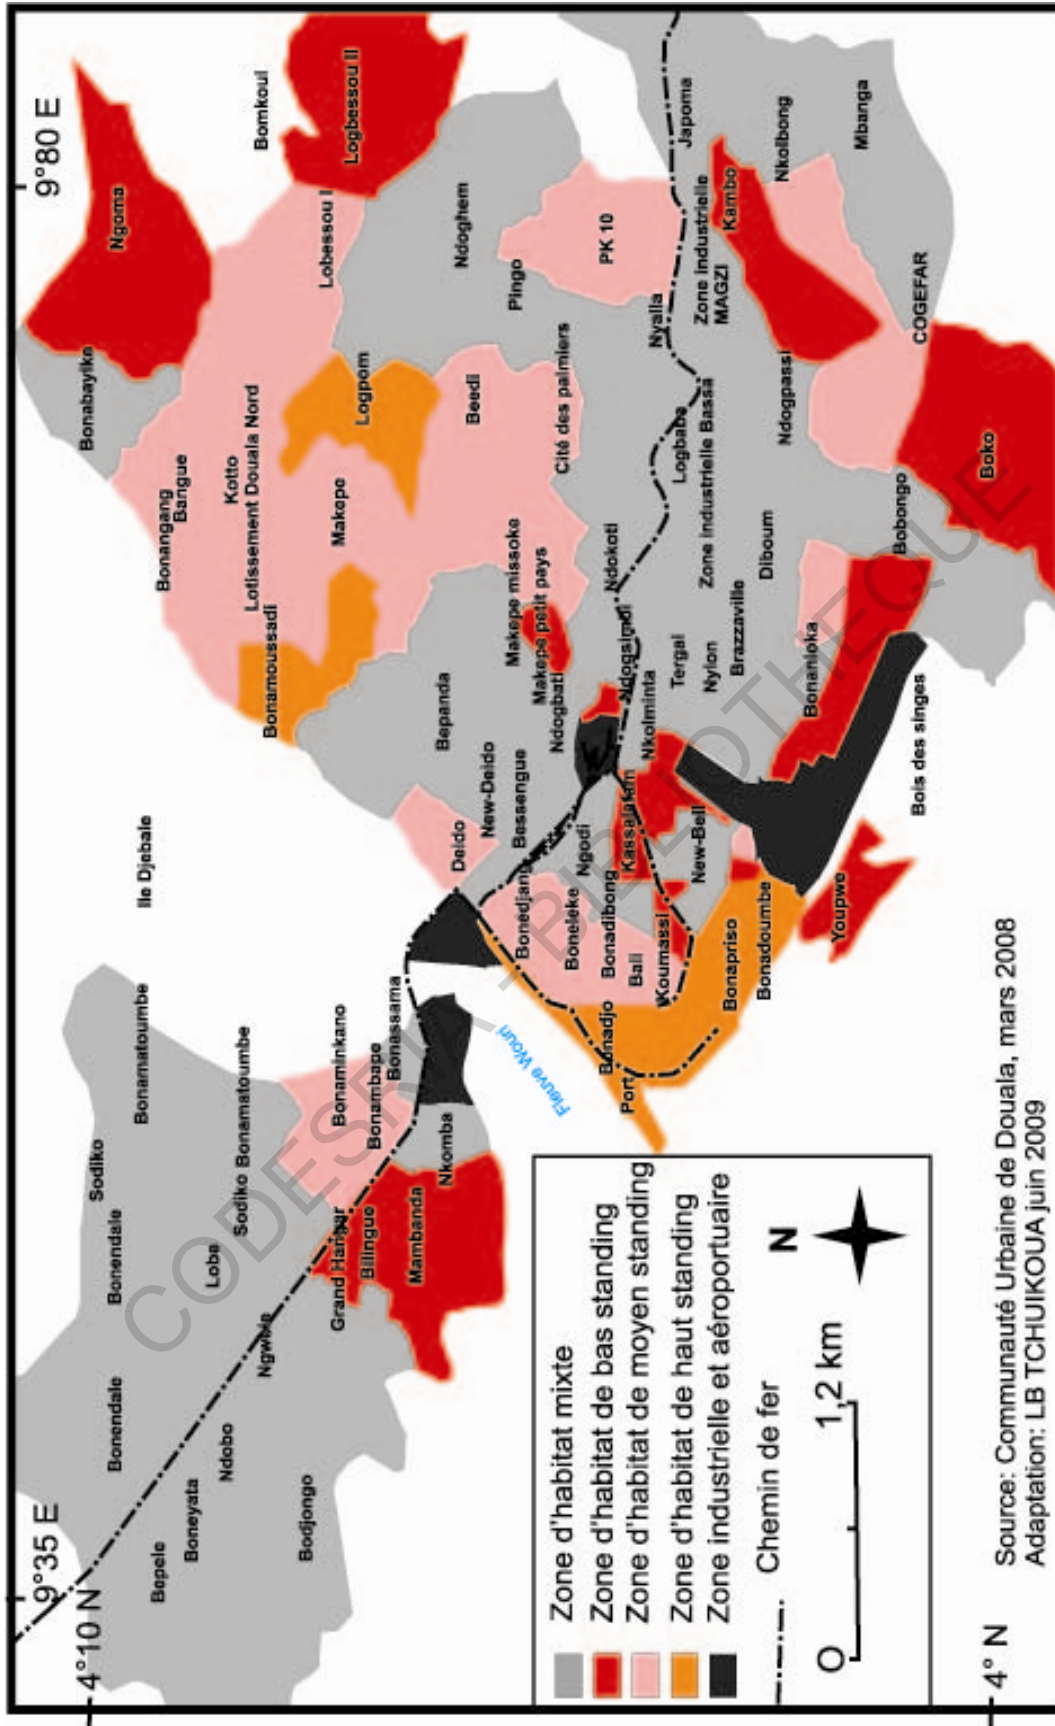 9°35 E
9°80 E
4°10 N
4° N
Bepele
Boneyata
Ndobo
Bodjongo
Bonendale
Ngwele
Bonendale
Loba
Sodiko
Sodiko Bonamatoumbe
Bonamatoumbe
Grand Hangar
Bilingue
Mambanda
Nkomba
Bonaminkano
Bonambape
Bonassama
Ile Djebale
Fleuve Wouri
Port
Bonadjo
Bonapriso
Bonadoumbe
Youpwe
Bois des singes
Koumassi
Bali
Bonadibong
Boneleke
Bonedjang
Ngodi
Kassalafam
New-Bell
Deido
New-Deido
Bessengue
Bepanda
Ndogbati
Makepe petit pays
Makepe missoke
Ndogsimbi
Nkolminta
Tergal
Nylon
Brazzaville
Diboum
Bonanloka
Bobongo
Boko
Bonamoussadi
Lotissement Douala Nord
Kotto
Bonangang
Bangue
Makepe
Logpom
Beedi
Cité des palmiers
Ndokoti
Logbaba
Zone industrielle Bassa
Ndogpassi
COGEFAR
Bonabayike
Ngoma
Bomkoul
Lobessou I
Logbessou II
Ndoghem
Pingo
PK 10
Nyalla
Zone industrielle
MAGZI
Kambo
Japoma
Nkolbong
Mbanga
Zone d'habitat mixte
Zone d'habitat de bas standing
Zone d'habitat de moyen standing
Zone d'habitat de haut standing
Zone industrielle et aéroportuaire
Chemin de fer
N
O
1,2 km
Source: Communauté Urbaine de Douala, mars 2008
Adaptation: LB TCHUIKOUA juin 2009
CODESRIA - BIBLIOTHEQUE